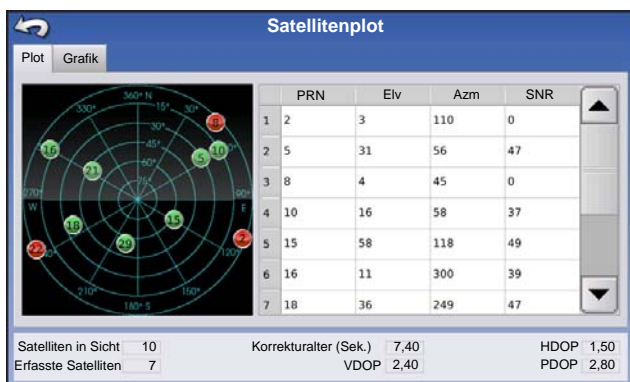 Satellitenplot
Plot Grafik
360° N
330° 15° 30°
30°
45°
60°
75°
270° 90°
W E
120°
210° 150°
180° S
8
16 5 10
21
18 15
29
22 2
PRN Elv Azm SNR
1 2 3 110 0
2 5 31 56 47
3 8 4 45 0
4 10 16 58 37
5 15 58 118 49
6 16 11 300 39
7 18 36 249 47
Satelliten in Sicht 10 Korrekturalter (Sek.) 7,40 HDOP 1,50
Erfasste Satelliten 7 VDOP 2,40 PDOP 2,80